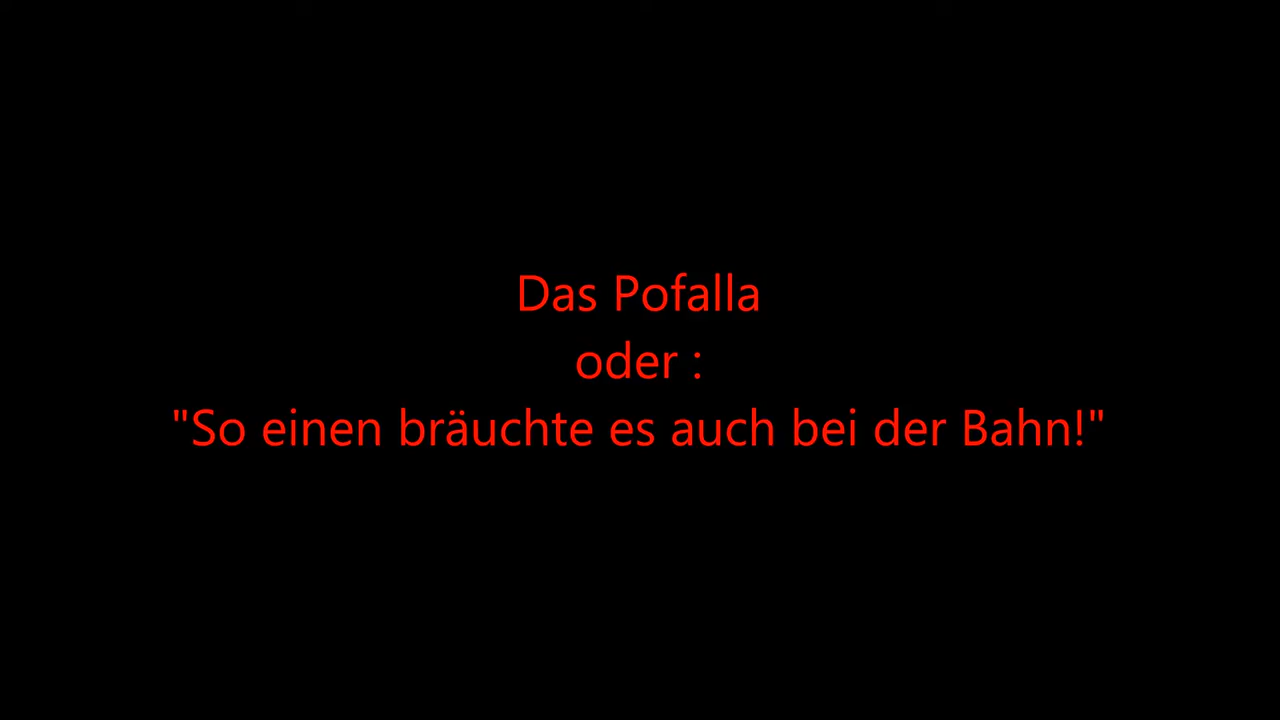 Das Pofalla
oder :
"So einen bräuchte es auch bei der Bahn!"